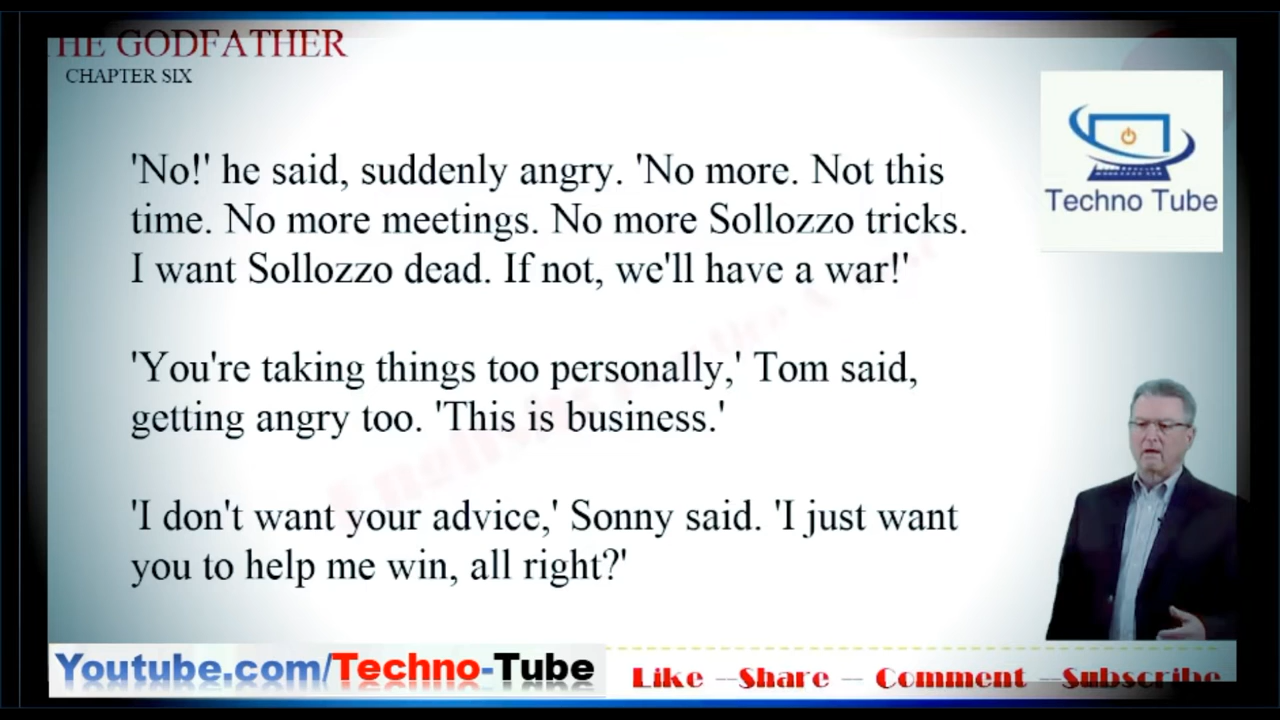 THE GODFATHER
CHAPTER SIX
'No!' he said, suddenly angry. 'No more. Not this
time. No more meetings. No more Sollozzo tricks.
I want Sollozzo dead. If not, we'll have a war!'
'You're taking things too personally,' Tom said,
getting angry too. 'This is business.'
'I don't want your advice,' Sonny said. 'I just want
you to help me win, all right?'
Techno Tube
Youtube.com/Techno-Tube
Like – Share – Comment – Subscribe